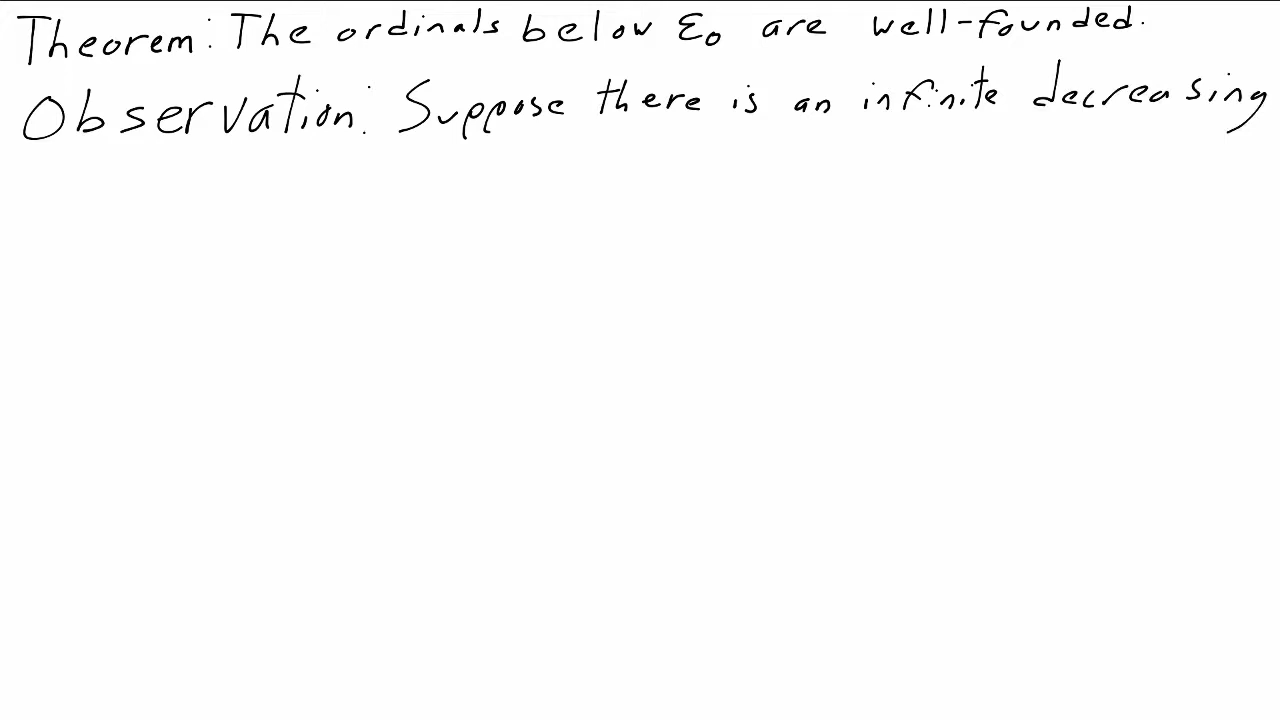 Theorem: The ordinals below ε₀ are well-founded.
Observation: Suppose there is an infinite decreasing